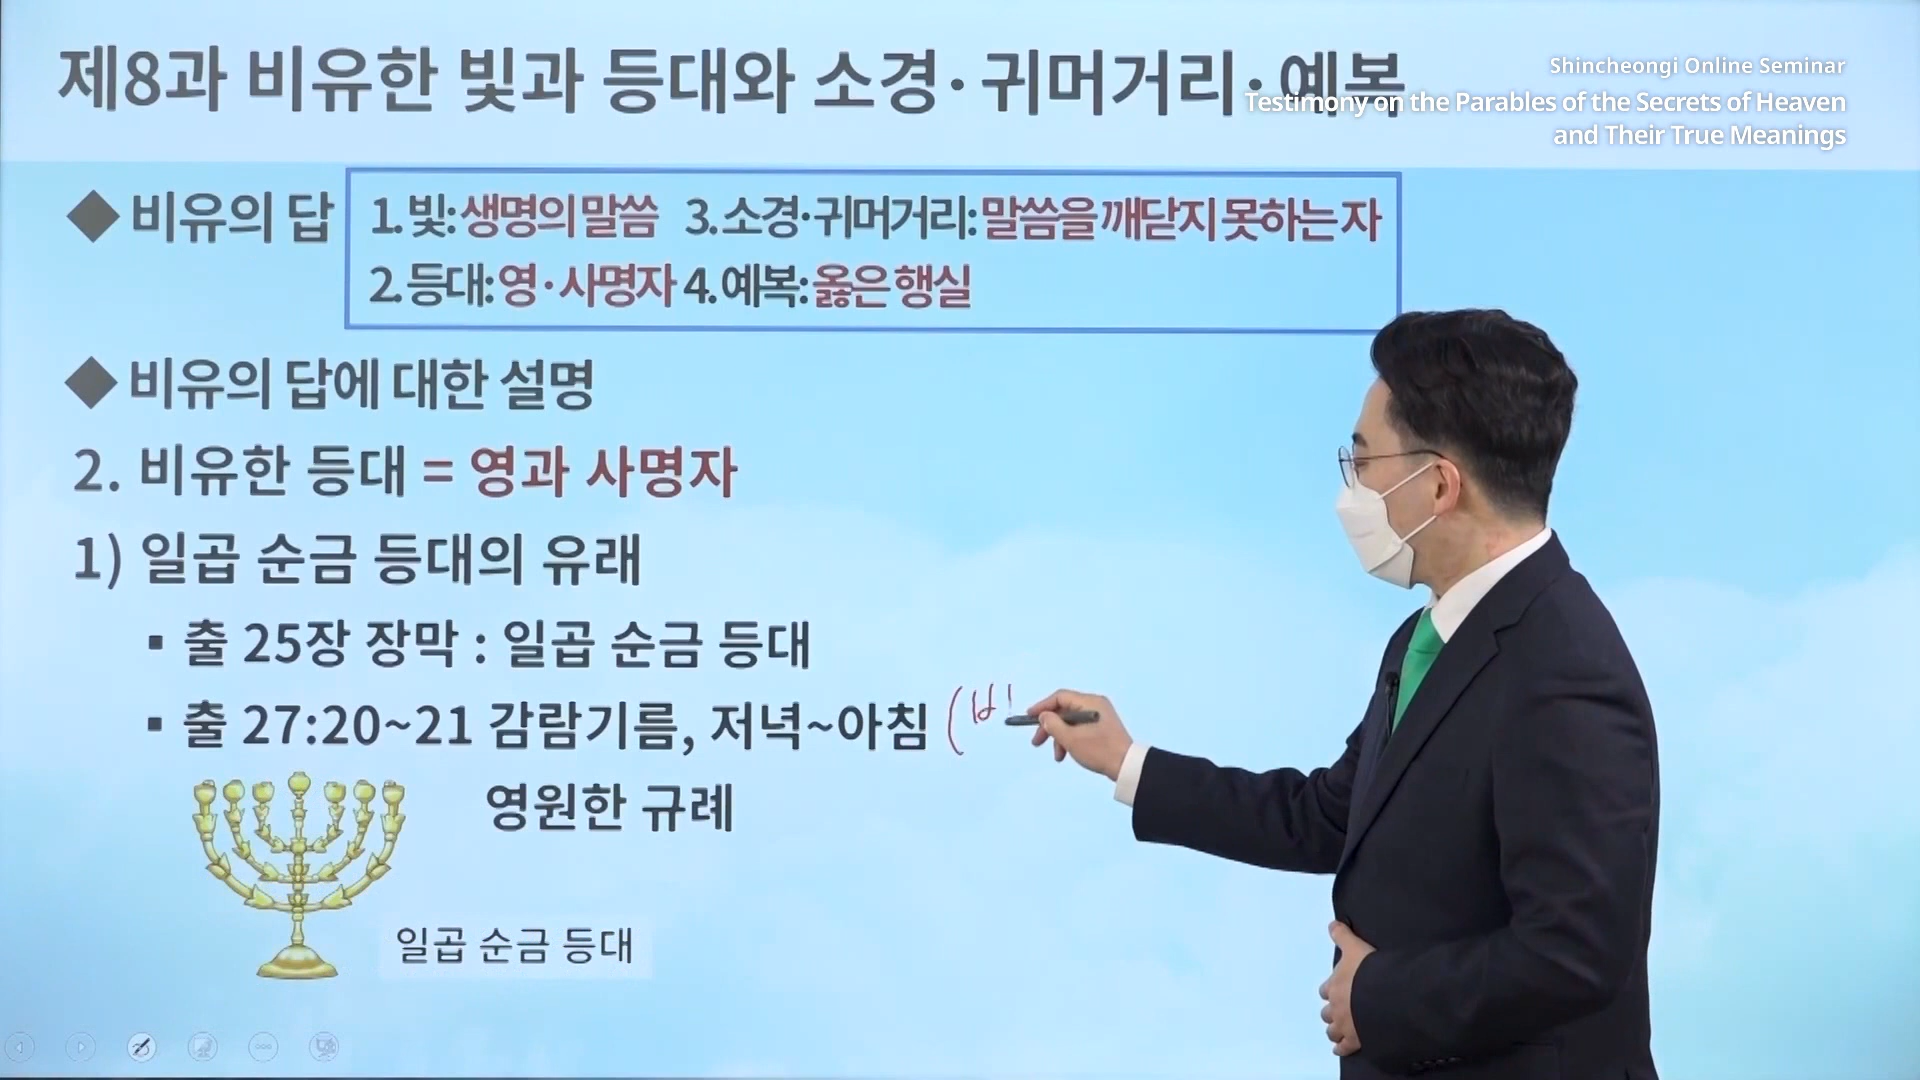 제8과 비유한 빛과 등대와 소경·귀머거리·예복
Shincheongi Online Seminar
Testimony on the Parables of the Secrets of Heaven
and Their True Meanings
◆ 비유의 답
1. 빛: 생명의 말씀 3. 소경·귀머거리: 말씀을 깨닫지 못하는 자
2. 등대: 영·사명자 4. 예복: 옳은 행실
◆ 비유의 답에 대한 설명
2. 비유한 등대 = 영과 사명자
1) 일곱 순금 등대의 유래
▪ 출 25장 장막 : 일곱 순금 등대
▪ 출 27:20~21 감람기름, 저녁~아침
영원한 규례
일곱 순금 등대